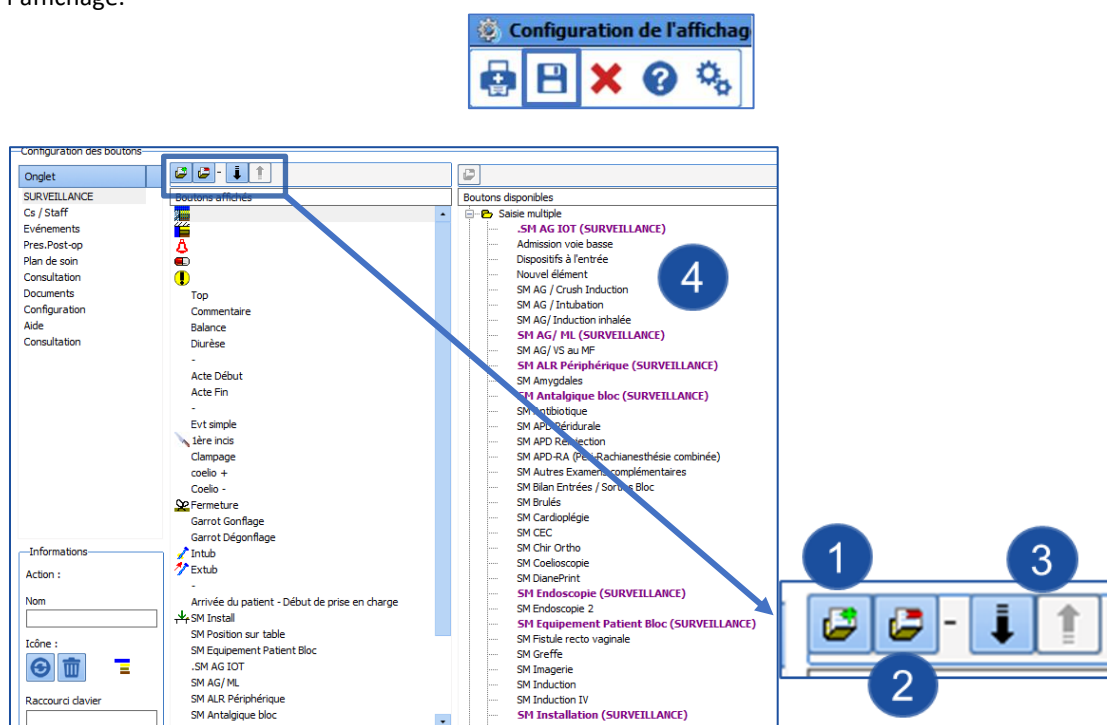 l'affichage.
Configuration de l'affichag
Configuration des boutons
Onglet
SURVEILLANCE
Cs / Staff
Evénements
Pres.Post-op
Plan de soin
Consultation
Documents
Configuration
Aide
Consultation
Informations
Action :
Nom
Icône :
Raccourci clavier
-
Boutons affichés
Top
Commentaire
Balance
Diurèse
-
Acte Début
Acte Fin
-
Evt simple
1ère incis
Clampage
coelio +
Coelio -
Fermeture
Garrot Gonflage
Garrot Dégonflage
Intub
Extub
-
Arrivée du patient - Début de prise en charge
SM Install
SM Position sur table
SM Equipement Patient Bloc
.SM AG IOT
SM AG/ ML
SM ALR Périphérique
SM Antalgique bloc
Boutons disponibles
Saisie multiple
.SM AG IOT (SURVEILLANCE)
Admission voie basse
Dispositifs à l'entrée
Nouvel élément
SM AG / Crush Induction
SM AG / Intubation
SM AG/ Induction inhalée
SM AG/ ML (SURVEILLANCE)
SM AG/ VS au MF
SM ALR Périphérique (SURVEILLANCE)
SM Amygdales
SM Antalgique bloc (SURVEILLANCE)
SM Antibiotique
SM APD Péridurale
SM APD Réinjection
SM APD-RA (Péri-Rachianesthésie combinée)
SM Autres Examens complémentaires
SM Bilan Entrées / Sorties Bloc
SM Brulés
SM Cardioplégie
SM CEC
SM Chir Ortho
SM Coelioscopie
SM DianePrint
SM Endoscopie (SURVEILLANCE)
SM Endoscopie 2
SM Equipement Patient Bloc (SURVEILLANCE)
SM Fistule recto vaginale
SM Greffe
SM Imagerie
SM Induction
SM Induction IV
SM Installation (SURVEILLANCE)
4
1
3
-
2